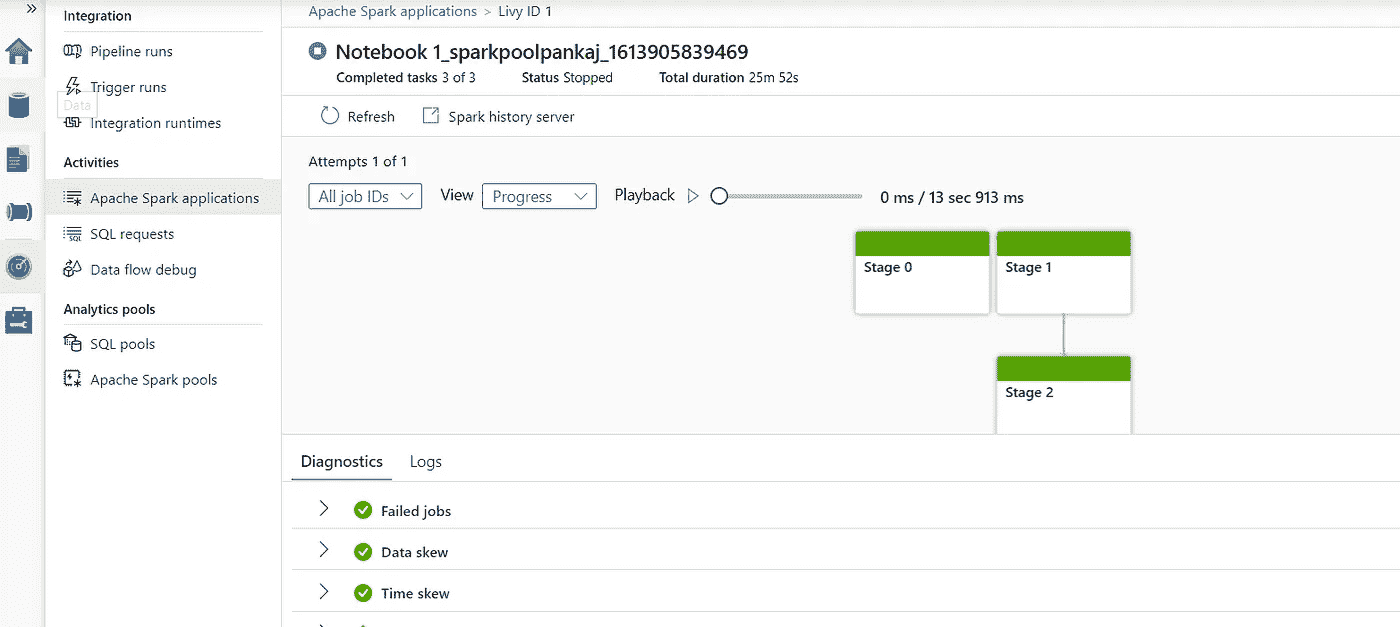 »
Integration
Pipeline runs
Trigger runs
Data
Integration runtimes
Activities
Apache Spark applications
SQL requests
Data flow debug
Analytics pools
SQL pools
Apache Spark pools
Apache Spark applications > Livy ID 1
Notebook 1_sparkpoolpankaj_1613905839469
Completed tasks 3 of 3 Status Stopped Total duration 25m 52s
Refresh Spark history server
Attempts 1 of 1
All job IDs View Progress Playback 0 ms / 13 sec 913 ms
Stage 0 Stage 1
Stage 2
Diagnostics Logs
Failed jobs
Data skew
Time skew